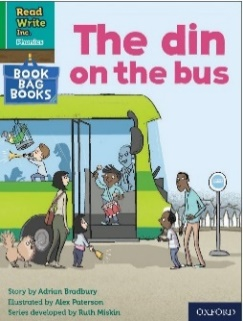 Read
Write
Inc.
Phonics
BOOK
BAG
BOOKS
The din
on the bus
Story by Adrian Bradbury
Illustrated by Alex Paterson
Series developed by Ruth Miskin
OXFORD